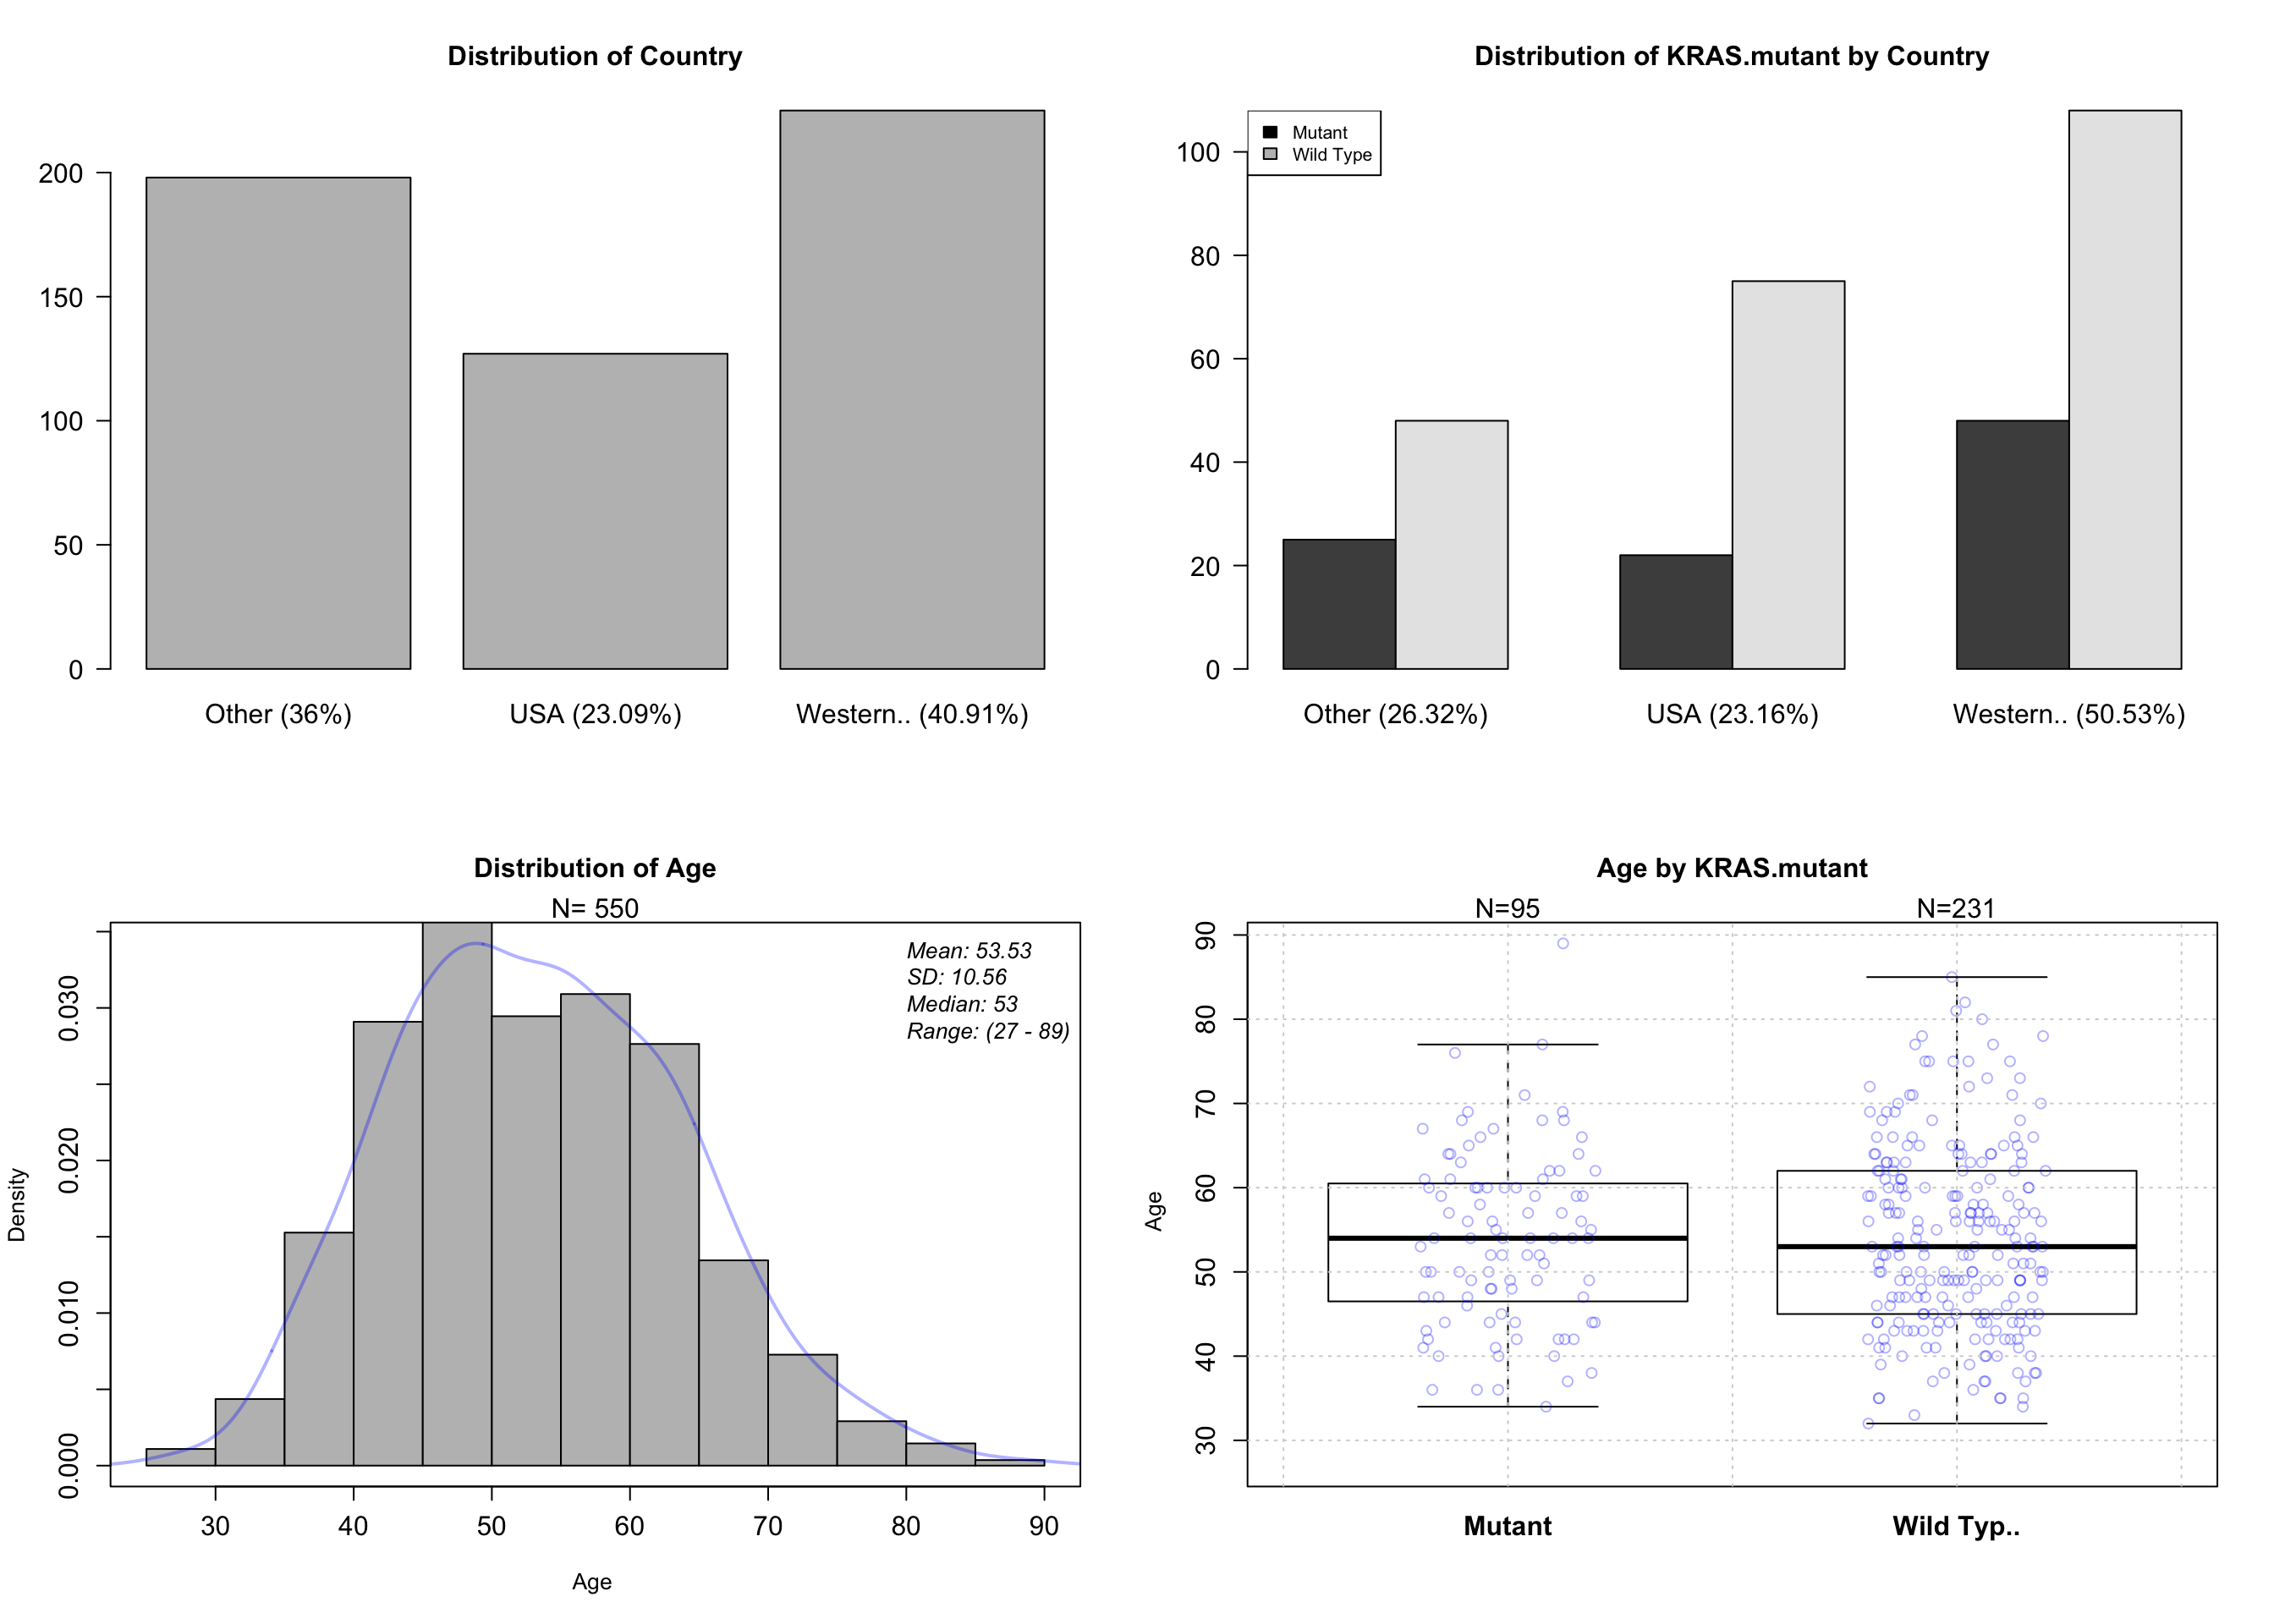 Distribution of Country
200
150
100
50
0
Other (36%)
USA (23.09%)
Western.. (40.91%)
Distribution of KRAS.mutant by Country
Mutant
Wild Type
100
80
60
40
20
0
Other (26.32%)
USA (23.16%)
Western.. (50.53%)
Distribution of Age
N= 550
Mean: 53.53
SD: 10.56
Median: 53
Range: (27 - 89)
Density
0.030
0.020
0.010
0.000
30 40 50 60 70 80 90
Age
Age by KRAS.mutant
N=95
N=231
Age
90
80
70
60
50
40
30
Mutant
Wild Typ..